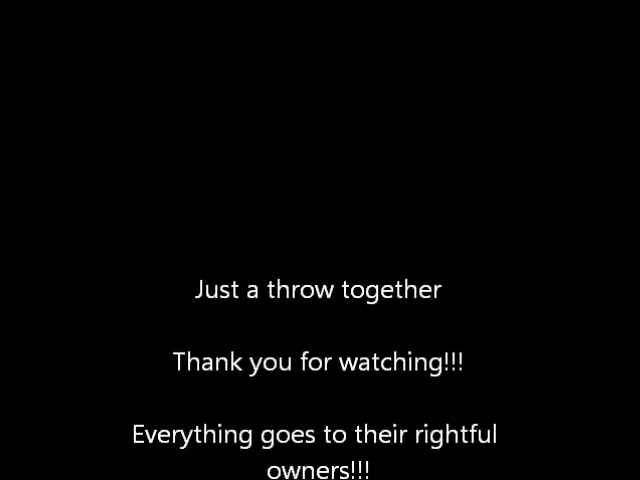 Just a throw together
Thank you for watching!!!
Everything goes to their rightful
owners!!!